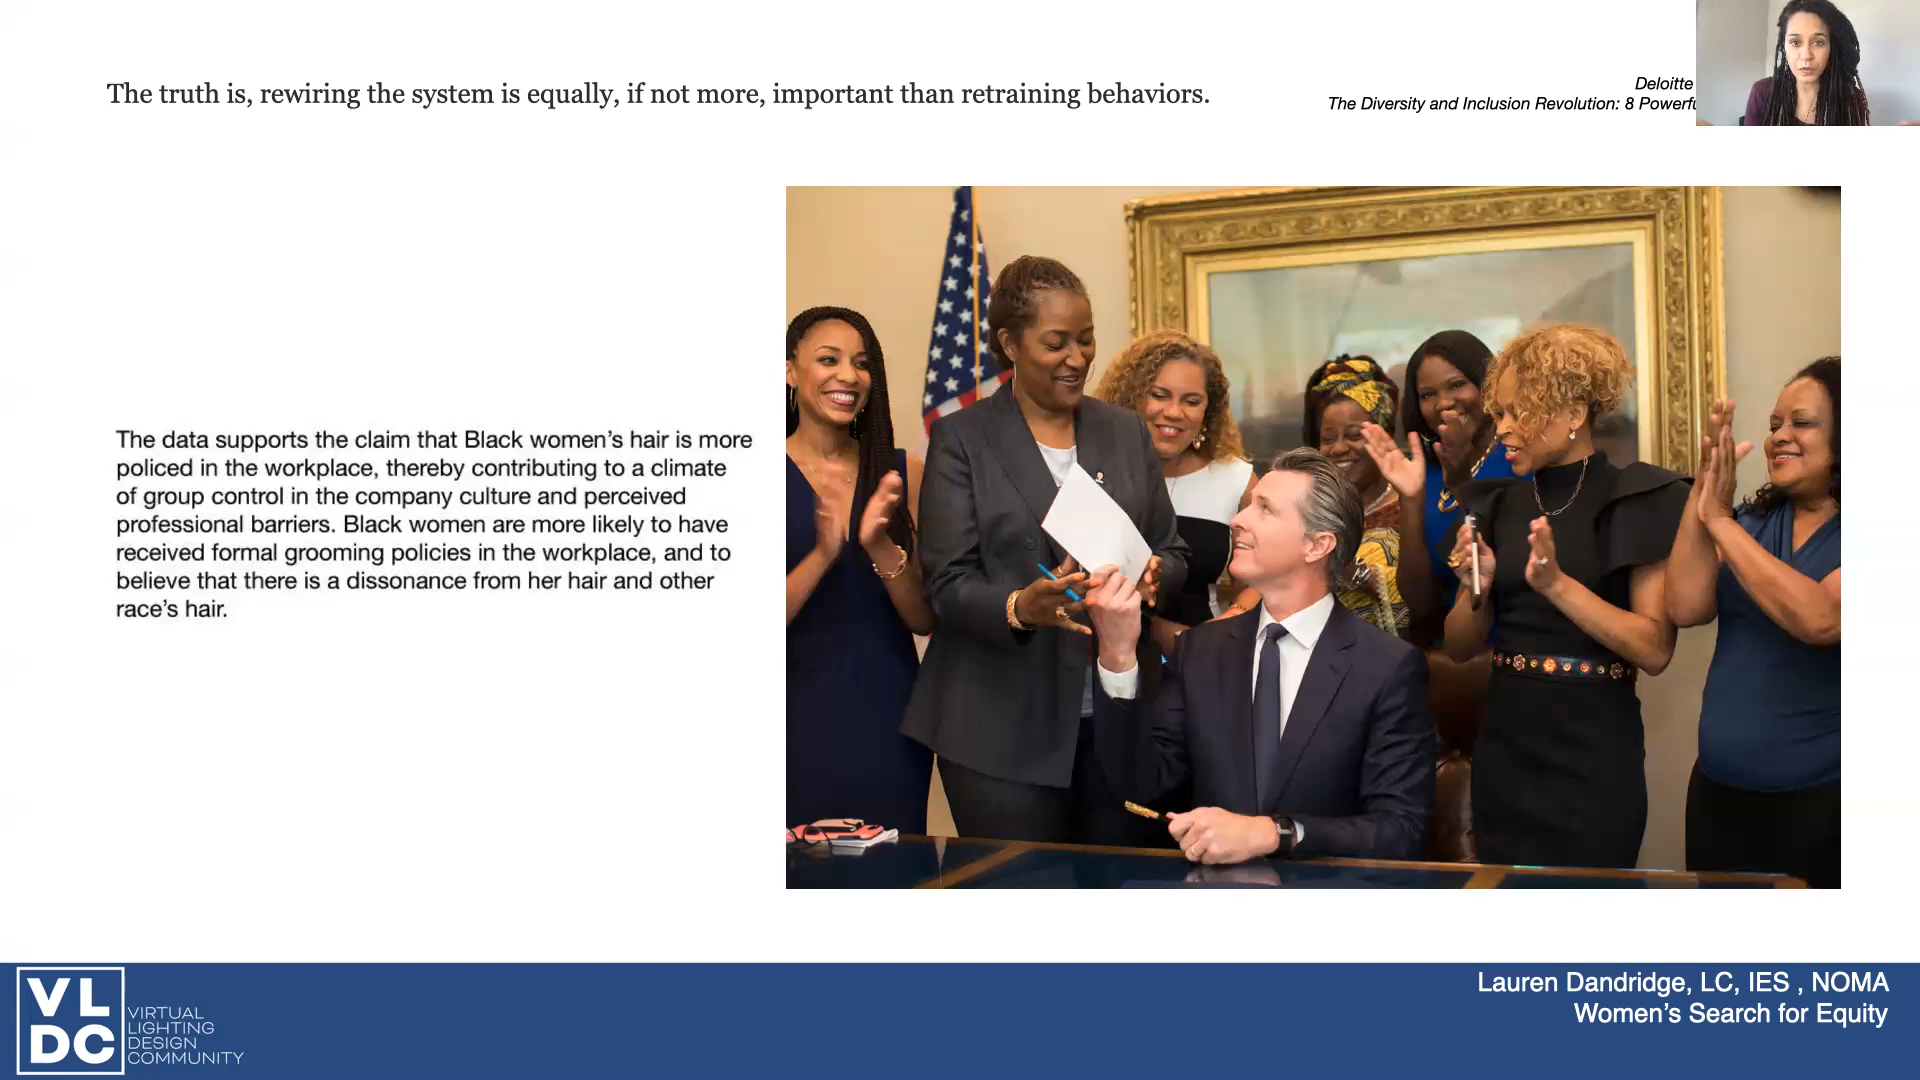 The truth is, rewiring the system is equally, if not more, important than retraining behaviors.
Deloitte
The Diversity and Inclusion Revolution: 8
The data supports the claim that Black women’s hair is more
policed in the workplace, thereby contributing to a climate
of group control in the company culture and perceived
professional barriers. Black women are more likely to have
received formal grooming policies in the workplace, and to
believe that there is a dissonance from her hair and other
race’s hair.
VL
DC
VIRTUAL
LIGHTING
DESIGN
COMMUNITY
Lauren Dandridge, LC, IES , NOMA
Women’s Search for Equity